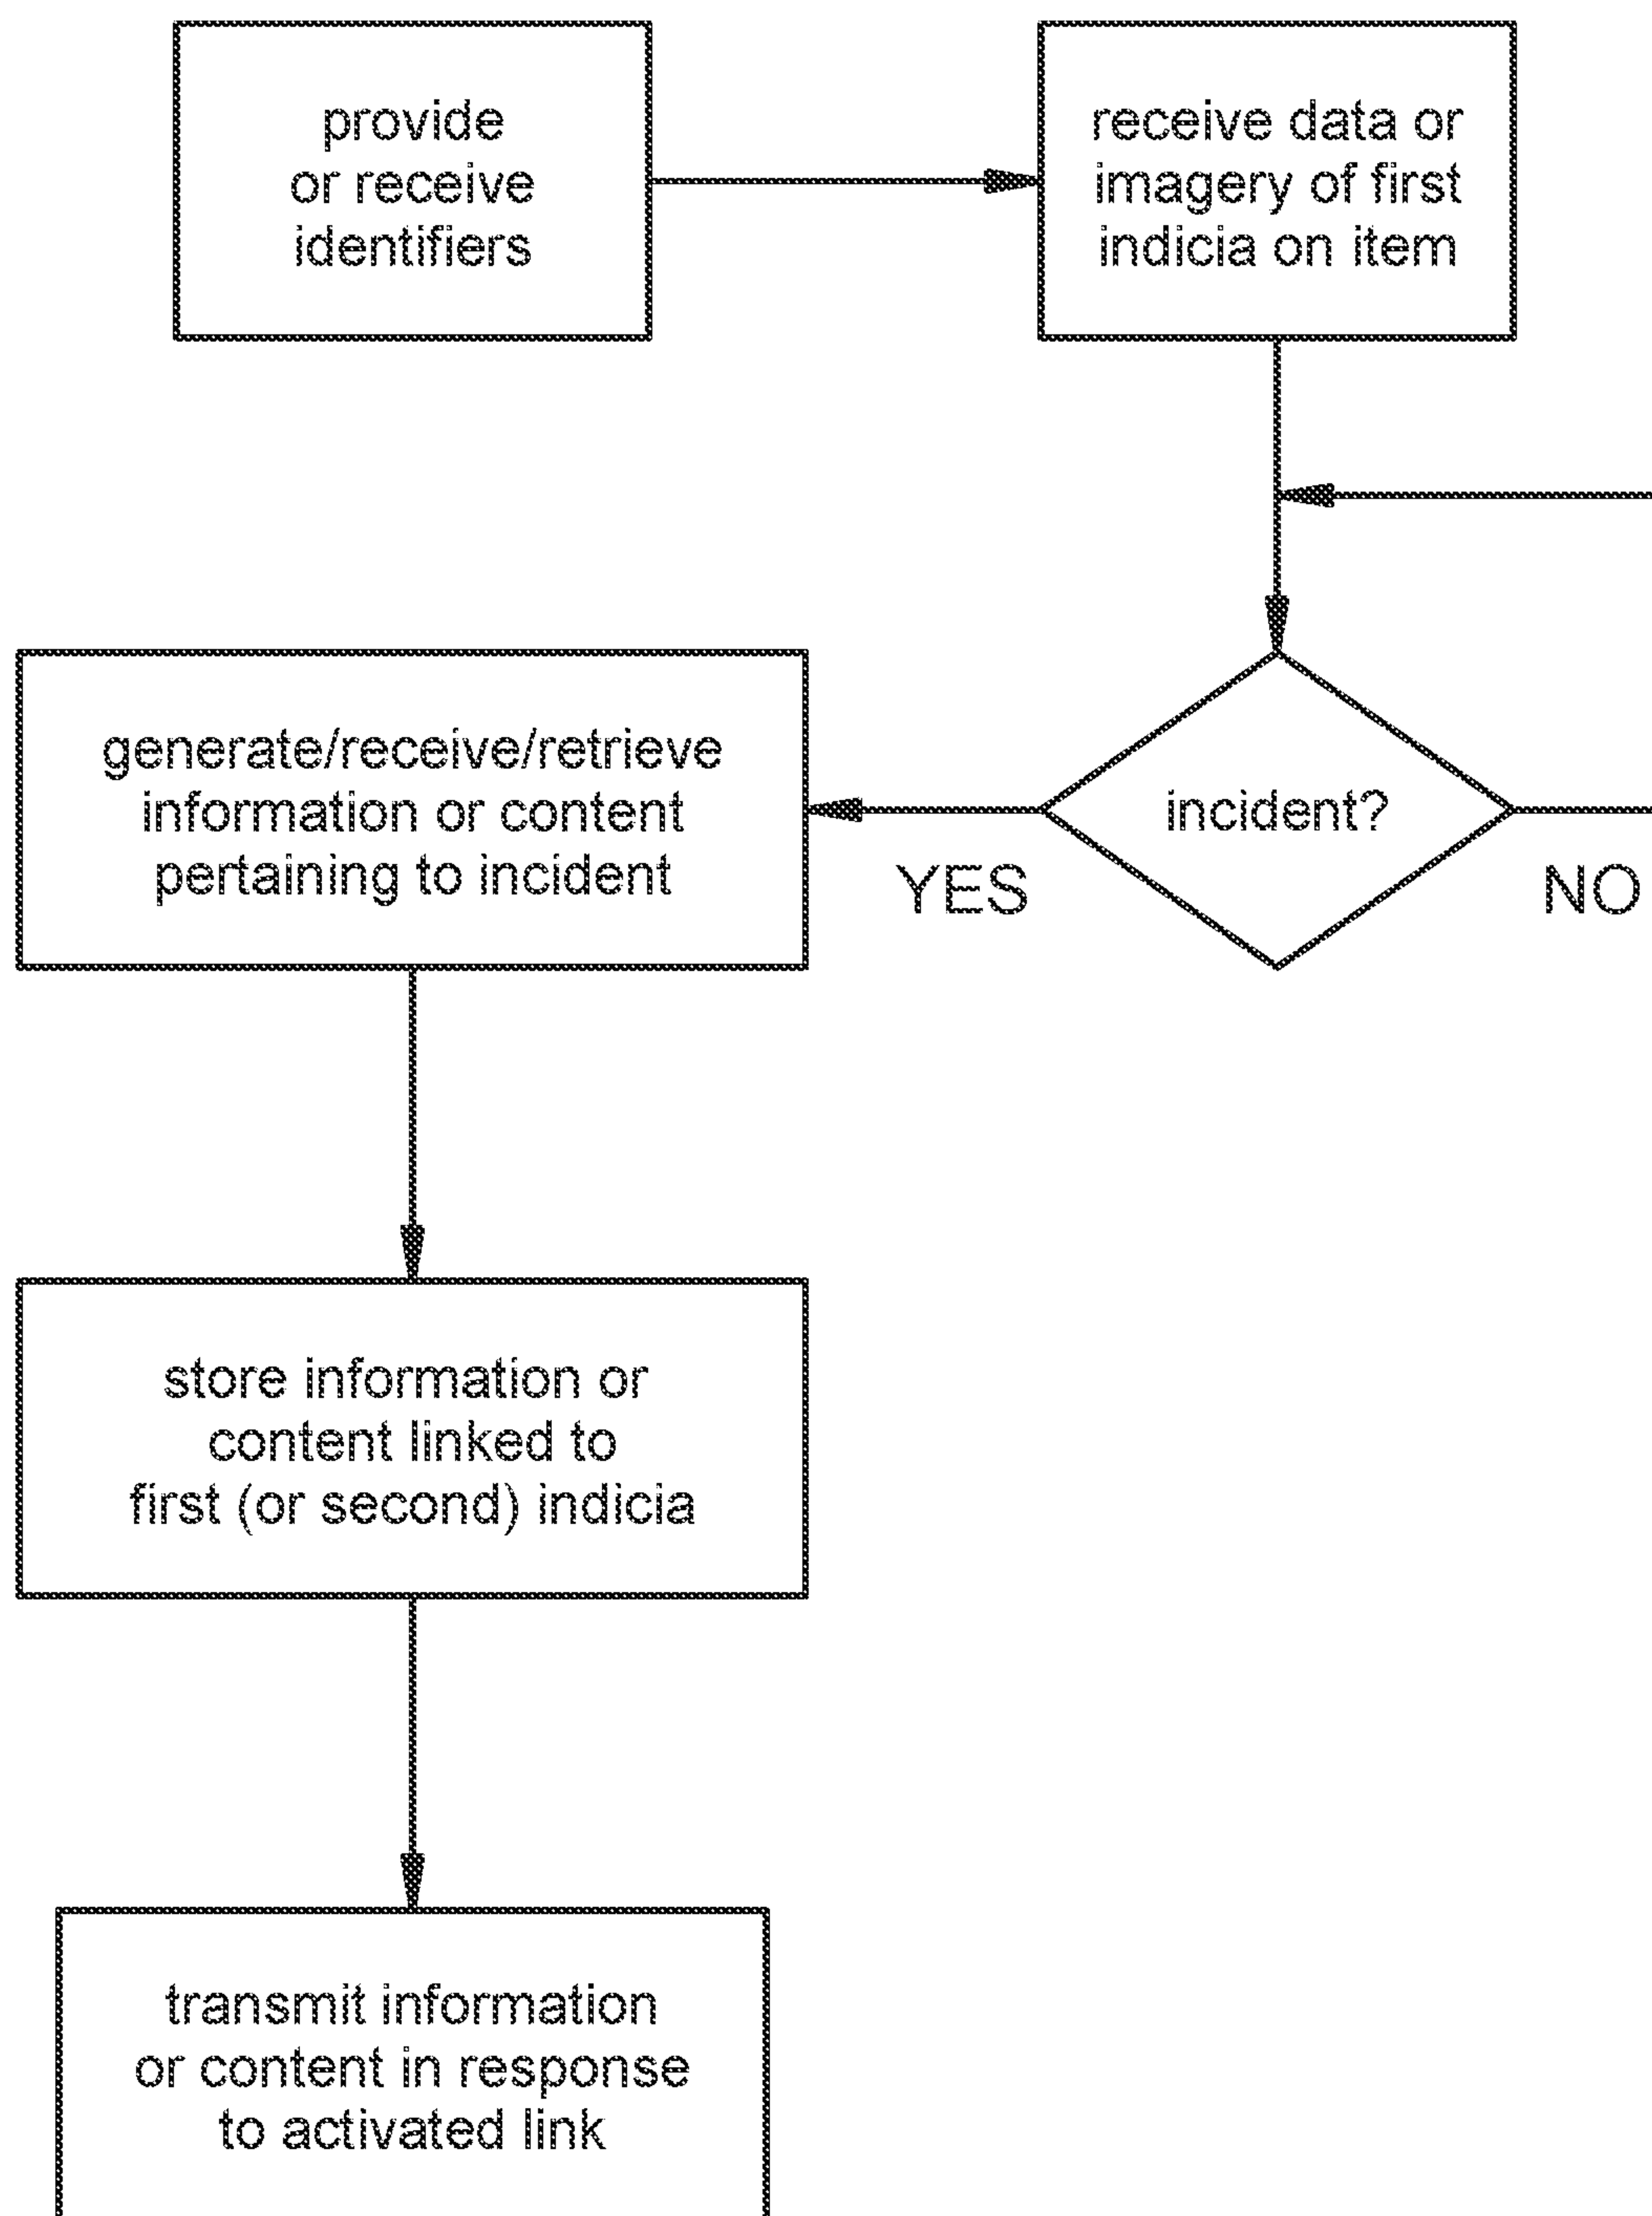 provide
or receive
identifiers
receive data or
imagery of first
indicia on item
generate/receive/retrieve
information or content
pertaining to incident
YES
incident?
NO
store information or
content linked to
first (or second) indicia
transmit information
or content in response
to activated link